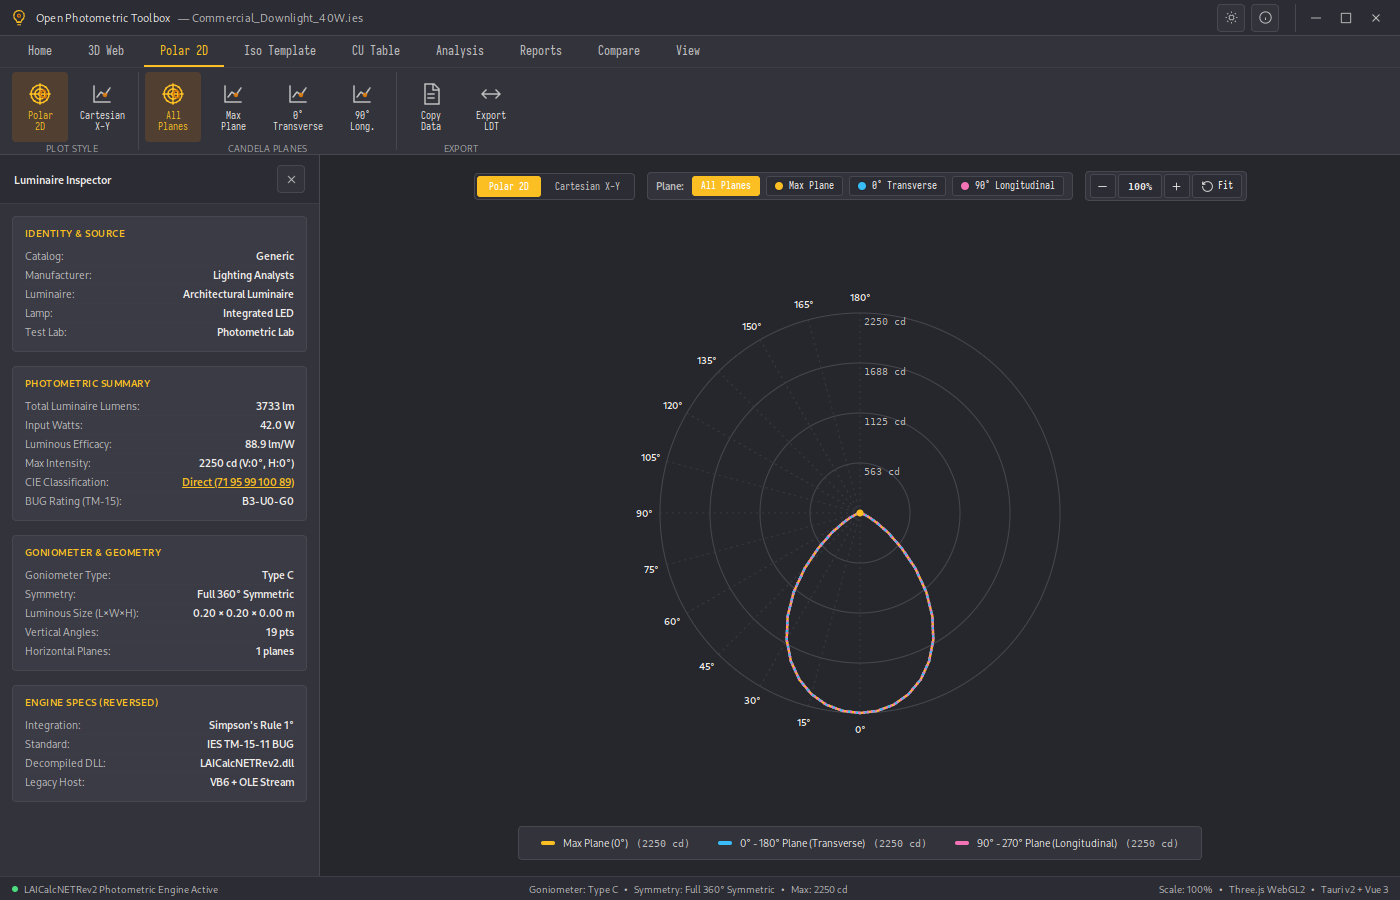 Open Photometric Toolbox — Commercial_Downlight_40W.ies
Home 3D Web Polar 2D Iso Template CU Table Analysis Reports Compare View
Polar 2D
Cartesian X-Y
All Planes
Max Plane
0° Transverse
90° Long.
Copy Data
Export LDT
PLOT STYLE CANDELA PLANES EXPORT
Luminaire Inspector
IDENTITY & SOURCE
Catalog: Generic
Manufacturer: Lighting Analysts
Luminaire: Architectural Luminaire
Lamp: Integrated LED
Test Lab: Photometric Lab
PHOTOMETRIC SUMMARY
Total Luminaire Lumens: 3733 lm
Input Watts: 42.0 W
Luminous Efficacy: 88.9 lm/W
Max Intensity: 2250 cd (V:0°, H:0°)
CIE Classification: Direct (71 95 99 100 89)
BUG Rating (TM-15): B3-U0-G0
GONIOMETER & GEOMETRY
Goniometer Type: Type C
Symmetry: Full 360° Symmetric
Luminous Size (L×W×H): 0.20 × 0.20 × 0.00 m
Vertical Angles: 19 pts
Horizontal Planes: 1 planes
ENGINE SPECS (REVERSED)
Integration: Simpson's Rule 1°
Standard: IES TM-15-11 BUG
Decompiled DLL: LAICalcNETRev2.dll
Legacy Host: VB6 + OLE Stream
Polar 2D Cartesian X-Y Plane: All Planes Max Plane 0° Transverse 90° Longitudinal 100% Fit
180°
165°
150°
135°
120°
105°
90°
75°
60°
45°
30°
15°
0°
2250 cd
1688 cd
1125 cd
563 cd
Max Plane (0°) (2250 cd) 0° - 180° Plane (Transverse) (2250 cd) 90° - 270° Plane (Longitudinal) (2250 cd)
LAICalcNETRev2 Photometric Engine Active Goniometer: Type C • Symmetry: Full 360° Symmetric • Max: 2250 cd Scale: 100% • Three.js WebGL2 • Tauri v2 + Vue 3